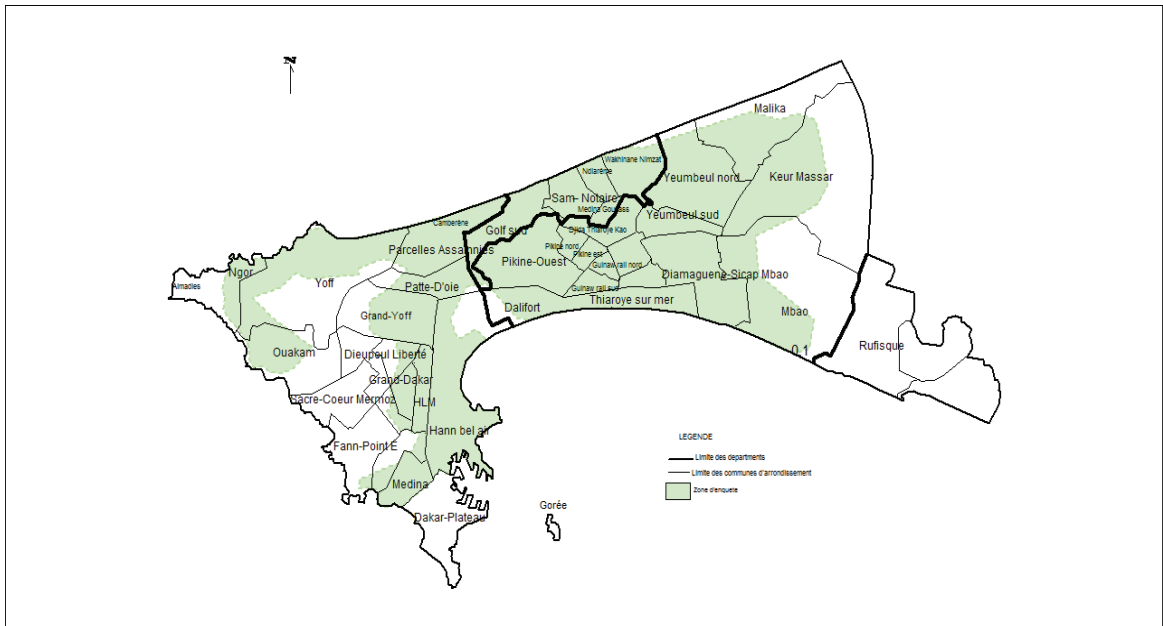 N
Malika
Wakhinane Nimzat
Ndiarème
Yeumbeul nord
Keur Massar
Sam- Notaire
Medina Gounass
Yeumbeul sud
Camberène
Golf sud
Djida Thiaroye Kao
Parcelles Assainnies
Pikine nord
Pikine est
Pikine-Ouest
Guinaw rail nord
Ngor
Yoff
Almadies
Patte-D'oie
Guinaw rail sud
Diamaguene-Sicap Mbao
Thiaroye sur mer
Dalifort
Mbao
Grand-Yoff
0.1
Rufisque
Ouakam
Dieupeul Liberté
Grand-Dakar
Sacre-Coeur Mermoz
HLM
Hann bel air
Fann-Point E
Medina
Dakar-Plateau
Gorée
LEGENDE
Limite des departments
Limite des communes d'arrondissement
Zone d'enquete